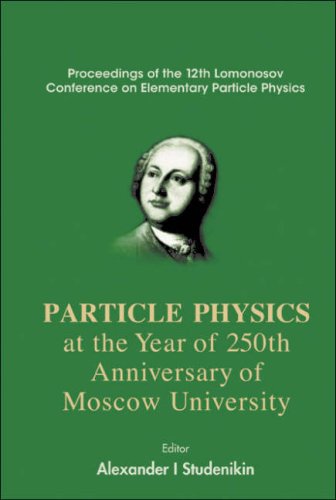 Proceedings of the 12th Lomonosov
Conference on Elementary Particle Physics
PARTICLE PHYSICS
at the Year of 250th
Anniversary of
Moscow University
Editor
Alexander I Studenikin